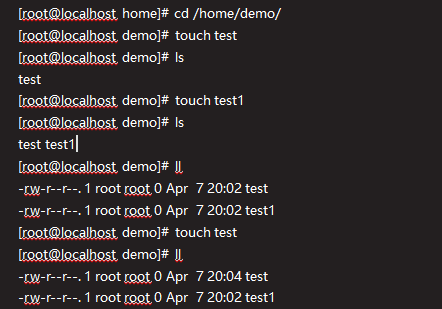 [root@localhost home]# cd /home/demo/
[root@localhost demo]# touch test
[root@localhost demo]# ls
test
[root@localhost demo]# touch test1
[root@localhost demo]# ls
test test1
[root@localhost demo]# ll
-rw-r--r--. 1 root root 0 Apr  7 20:02 test
-rw-r--r--. 1 root root 0 Apr  7 20:02 test1
[root@localhost demo]# touch test
[root@localhost demo]# ll
-rw-r--r--. 1 root root 0 Apr  7 20:04 test
-rw-r--r--. 1 root root 0 Apr  7 20:02 test1